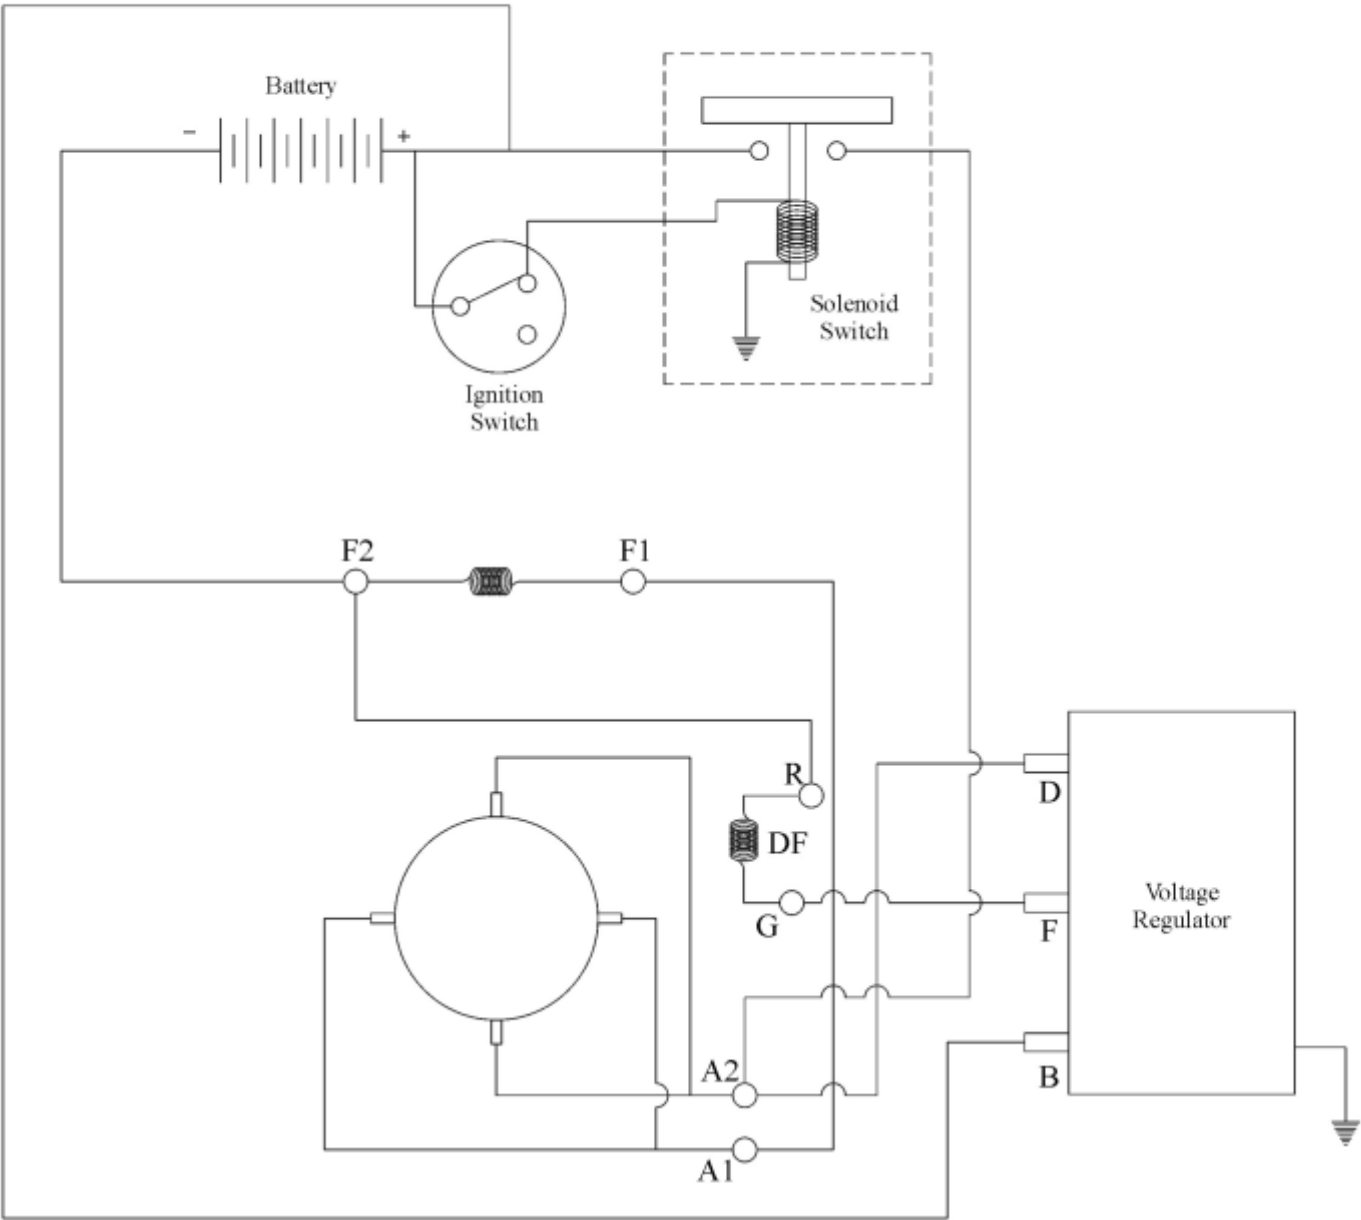 Battery
−
+
Solenoid
Switch
Ignition
Switch
F2
F1
R
DF
G
D
F
B
Voltage
Regulator
A2
A1